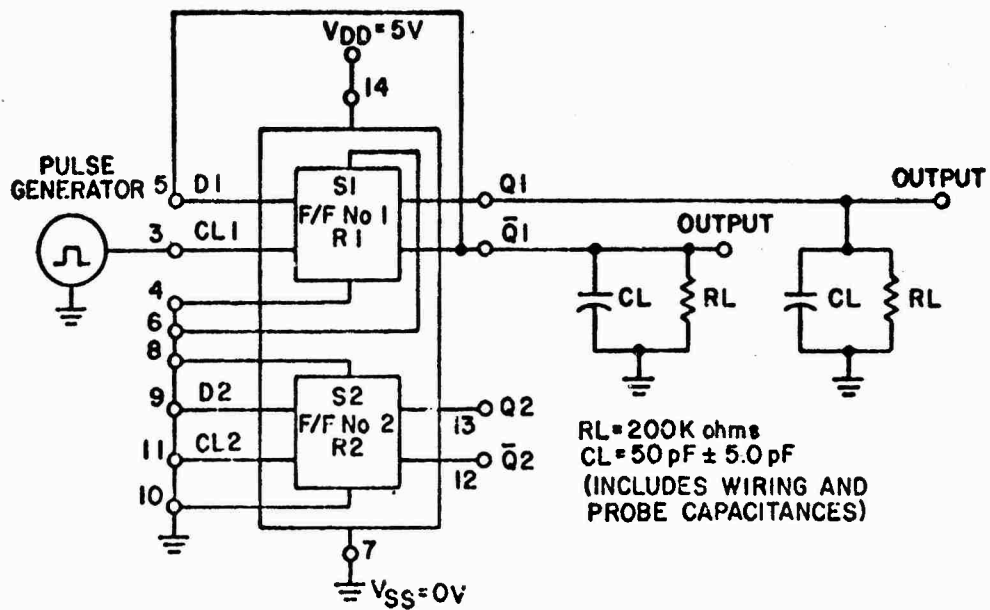 VDD=5V
14
PULSE
GENERATOR
5
D1
3
CL1
4
6
8
9
D2
11
CL2
10
S1
F/F No 1
R1
S2
F/F No 2
R2
Q1
Q̄1
OUTPUT
OUTPUT
CL
RL
CL
RL
13
Q2
12
Q̄2
7
VSS=0V
RL=200K ohms
CL=50 pF ± 5.0 pF
(INCLUDES WIRING AND
PROBE CAPACITANCES)